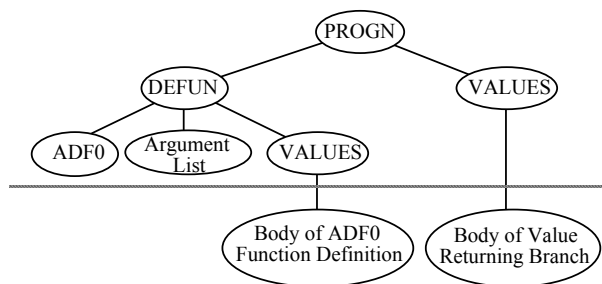 PROGN
DEFUN
VALUES
ADF0
Argument
List
VALUES
Body of ADF0
Function Definition
Body of Value
Returning Branch